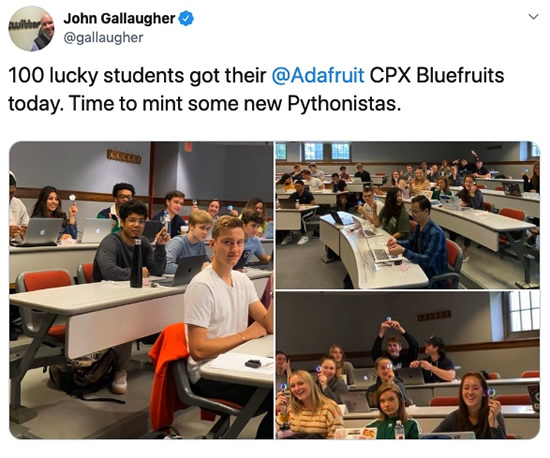 John Gallaugher
@gallaugher
100 lucky students got their @Adafruit CPX Bluefruits
today. Time to mint some new Pythonistas.